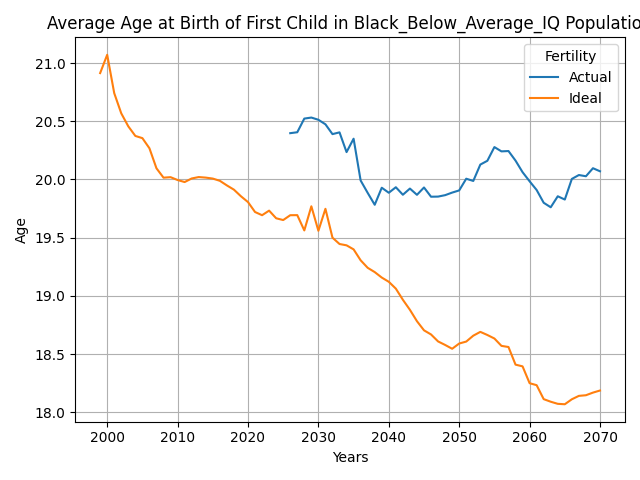 Average Age at Birth of First Child in Black_Below_Average_IQ Populatio
Fertility
Actual
Ideal
21.0
20.5
20.0
19.5
19.0
18.5
18.0
Age
2000 2010 2020 2030 2040 2050 2060 2070
Years